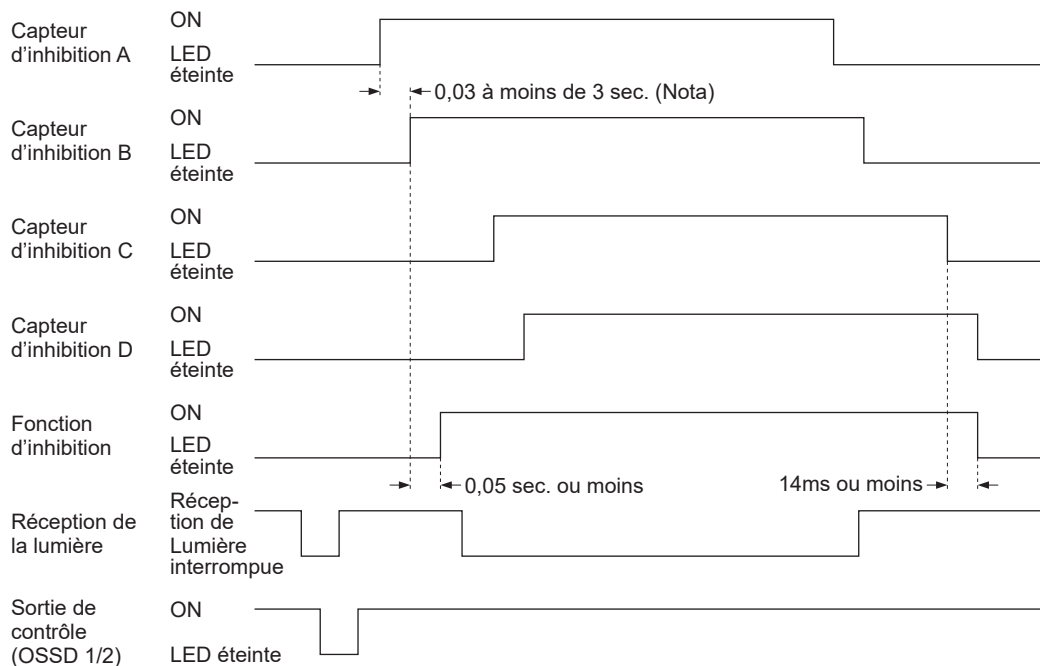 Capteur
d’inhibition A
ON
LED
éteinte
0,03 à moins de 3 sec. (Nota)
Capteur
d’inhibition B
ON
LED
éteinte
Capteur
d’inhibition C
ON
LED
éteinte
Capteur
d’inhibition D
ON
LED
éteinte
Fonction
d’inhibition
ON
LED
éteinte
0,05 sec. ou moins
14ms ou moins
Réception de
la lumière
Récep-
tion de
Lumière
interrompue
Sortie de
contrôle
(OSSD 1/2)
ON
LED éteinte